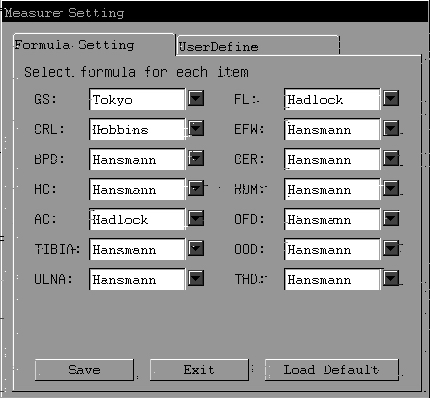 Measure Setting
Formula Setting UserDefine
Select formula for each item
GS: Tokyo FL: Hadlock
CRL: Hobbins EFW: Hansmann
BPD: Hansmann CER: Hansmann
HC: Hansmann HUM: Hansmann
AC: Hadlock OFD: Hansmann
TIBIA: Hansmann OOD: Hansmann
ULNA: Hansmann THD: Hansmann
Save Exit Load Default